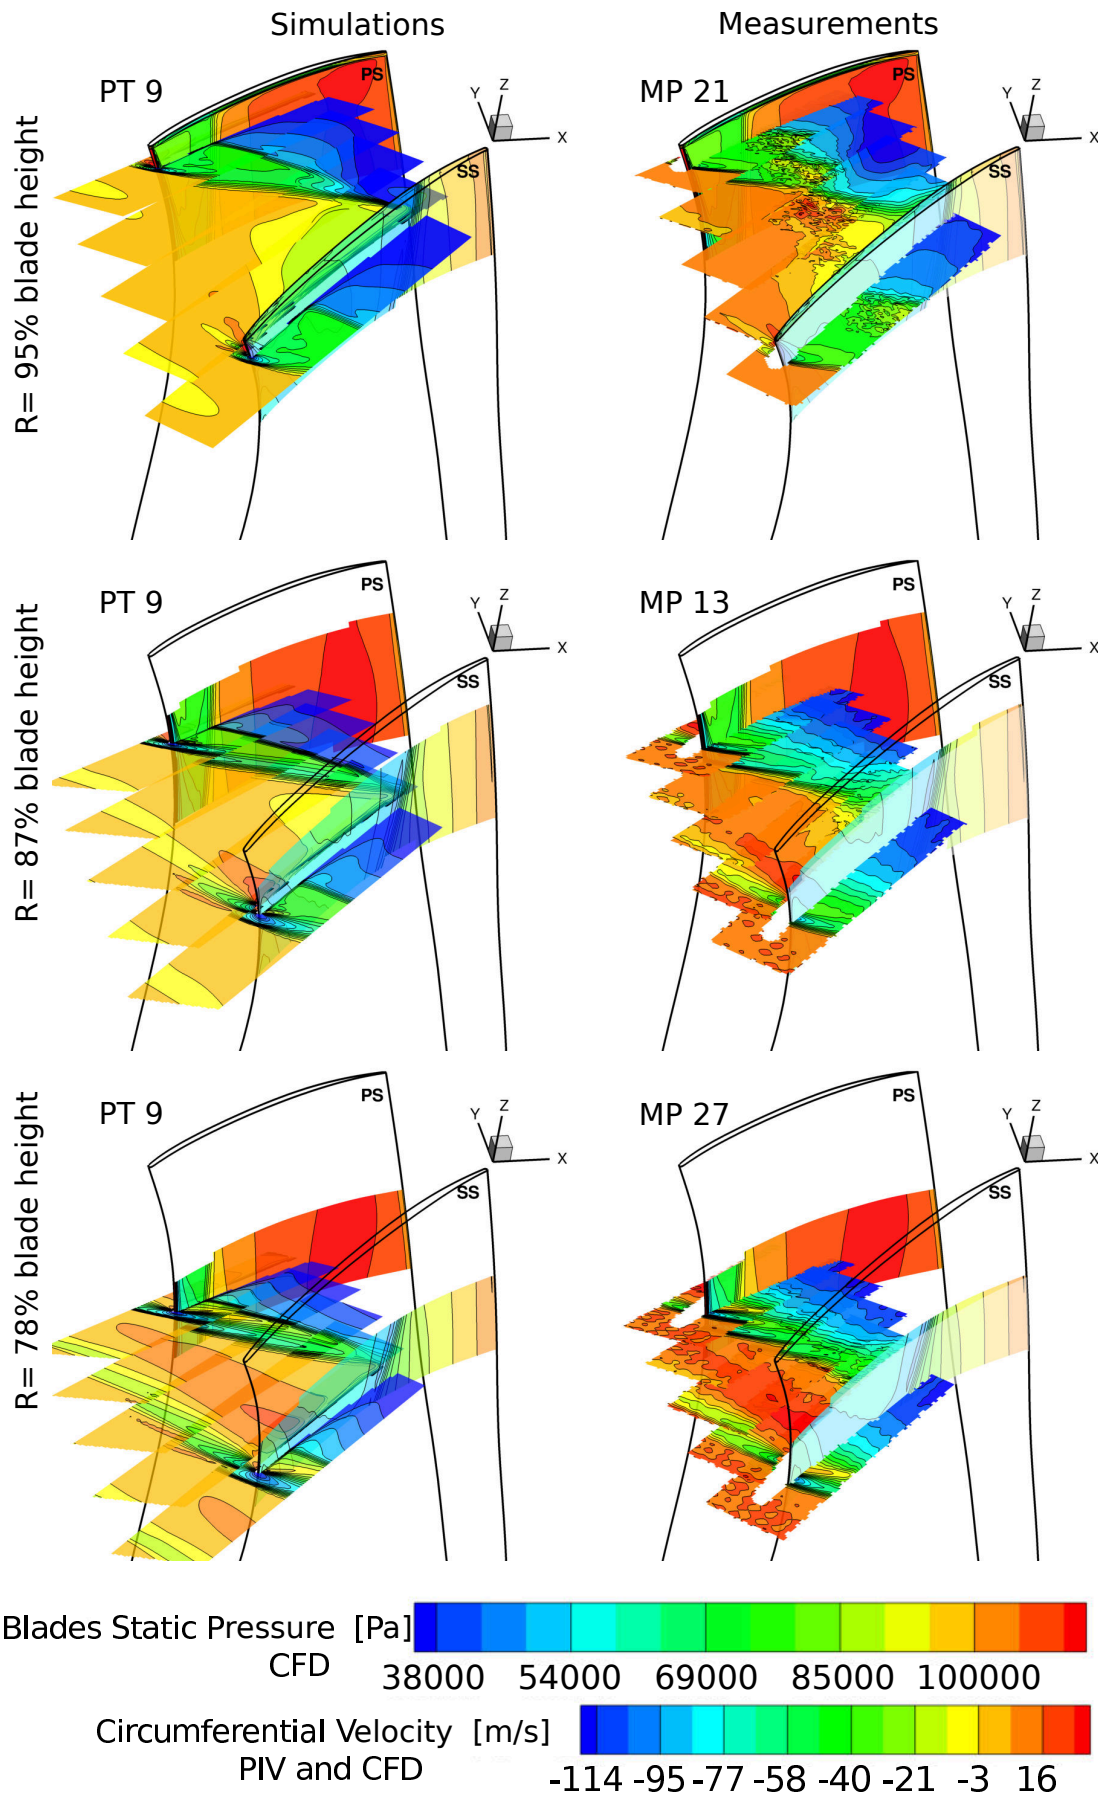 Simulations Measurements
R= 95% blade height
PT 9
PS
SS
Y Z X
MP 21
PS
SS
Y Z X
R= 87% blade height
PT 9
PS
SS
Y Z X
MP 13
PS
SS
Y Z X
R= 78% blade height
PT 9
PS
SS
Y Z X
MP 27
PS
SS
Y Z X
Blades Static Pressure [Pa]
CFD
38000 54000 69000 85000 100000
Circumferential Velocity [m/s]
PIV and CFD
-114 -95 -77 -58 -40 -21 -3 16